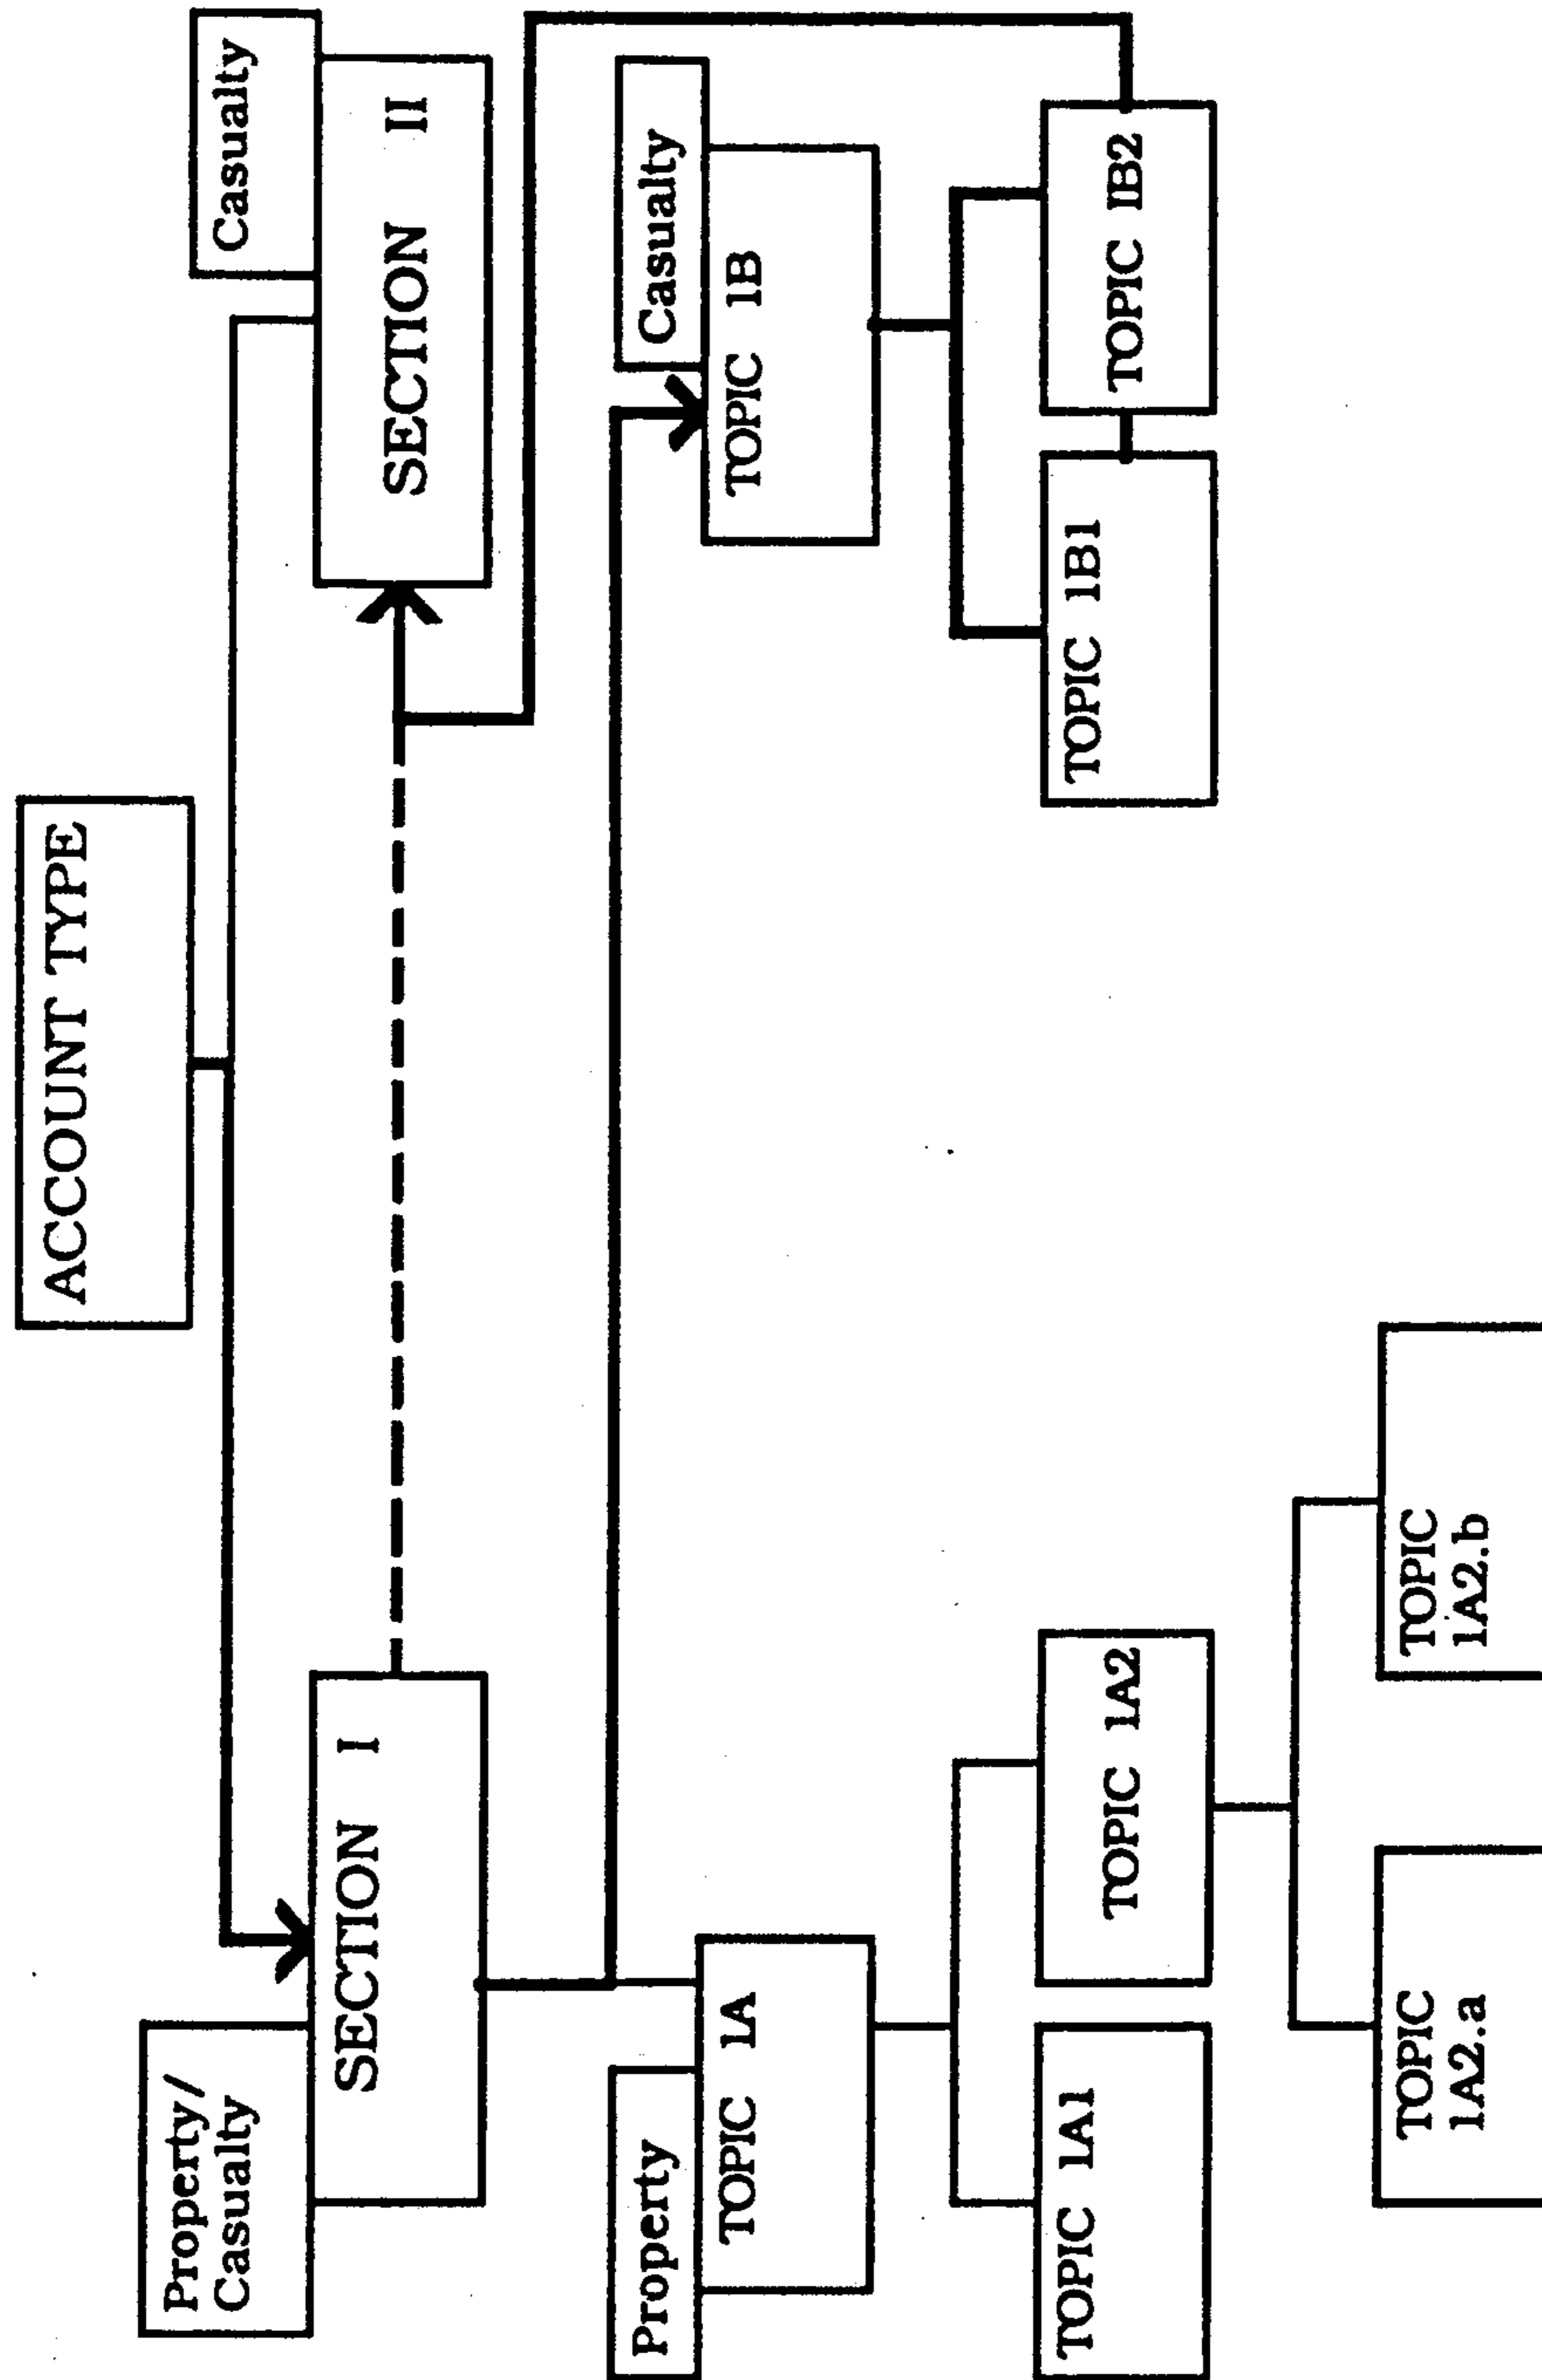 ACCOUNT TYPE
Property/
Casualty
SECTION I
Casualty
SECTION II
Property
TOPIC 1A
Casualty
TOPIC 1B
TOPIC 1A1
TOPIC 1A2
TOPIC 1B1
TOPIC 1B2
TOPIC
1A2.a
TOPIC
1A2.b